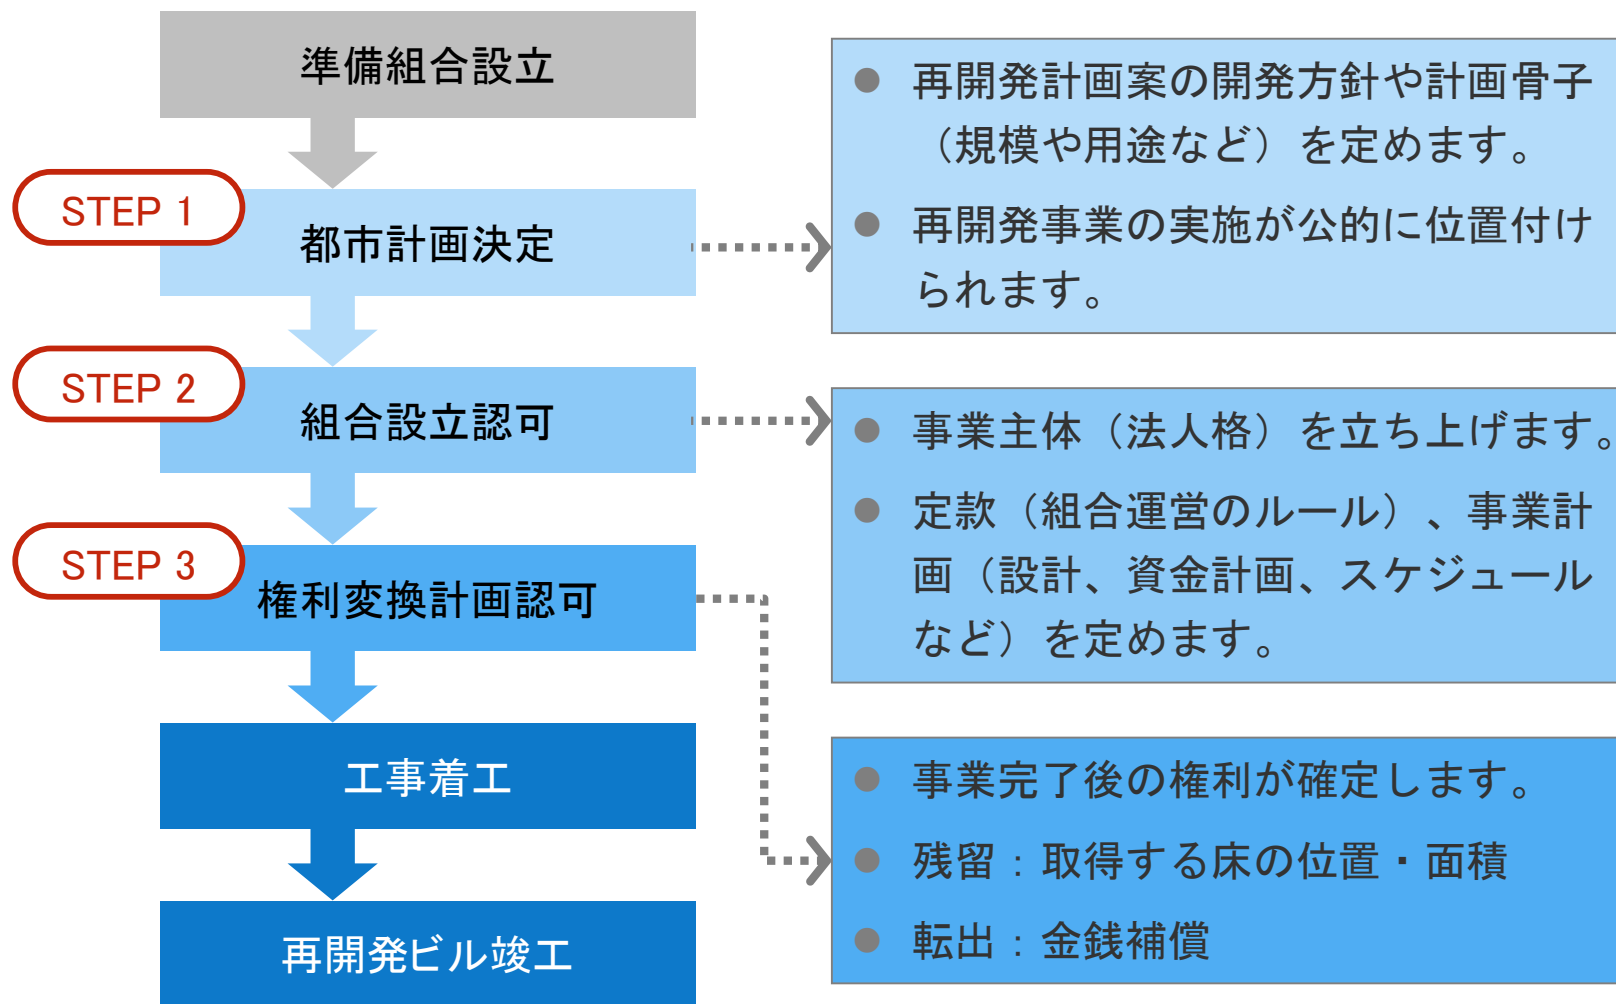 準備組合設立
STEP 1
都市計画決定
再開発計画案の開発方針や計画骨子
（規模や用途など）を定めます。
再開発事業の実施が公的に位置付け
られます。
STEP 2
組合設立認可
事業主体（法人格）を立ち上げます。
定款（組合運営のルール）、事業計
画（設計、資金計画、スケジュール
など）を定めます。
STEP 3
権利変換計画認可
事業完了後の権利が確定します。
残留：取得する床の位置・面積
転出：金銭補償
工事着工
再開発ビル竣工